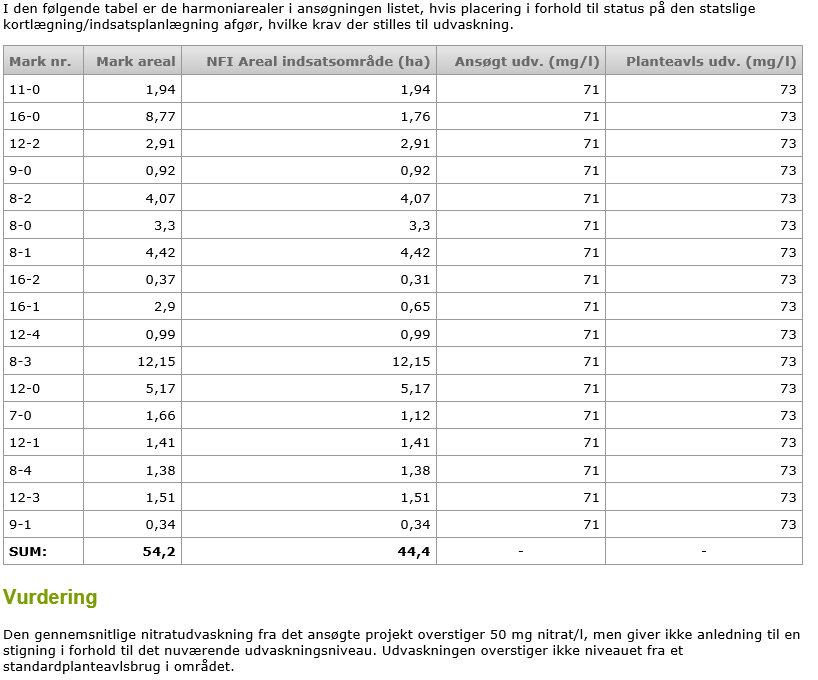 I den følgende tabel er de harmoniarealer i ansøgningen listet, hvis placering i forhold til status på den statslige
kortlægning/indsatsplanlægning afgør, hvilke krav der stilles til udvaskning.
Mark nr. Mark areal NFI Areal indsatsområde (ha) Ansøgt udv. (mg/l) Planteavls udv. (mg/l)
11-0 1,94 1,94 71 73
16-0 8,77 1,76 71 73
12-2 2,91 2,91 71 73
9-0 0,92 0,92 71 73
8-2 4,07 4,07 71 73
8-0 3,3 3,3 71 73
8-1 4,42 4,42 71 73
16-2 0,37 0,31 71 73
16-1 2,9 0,65 71 73
12-4 0,99 0,99 71 73
8-3 12,15 12,15 71 73
12-0 5,17 5,17 71 73
7-0 1,66 1,12 71 73
12-1 1,41 1,41 71 73
8-4 1,38 1,38 71 73
12-3 1,51 1,51 71 73
9-1 0,34 0,34 71 73
SUM: 54,2 44,4 - -
Vurdering
Den gennemsnitlige nitratudvaskning fra det ansøgte projekt overstiger 50 mg nitrat/l, men giver ikke anledning til en
stigning i forhold til det nuværende udvaskningsniveau. Udvaskningen overstiger ikke niveauet fra et
standardplanteavlsbrug i området.